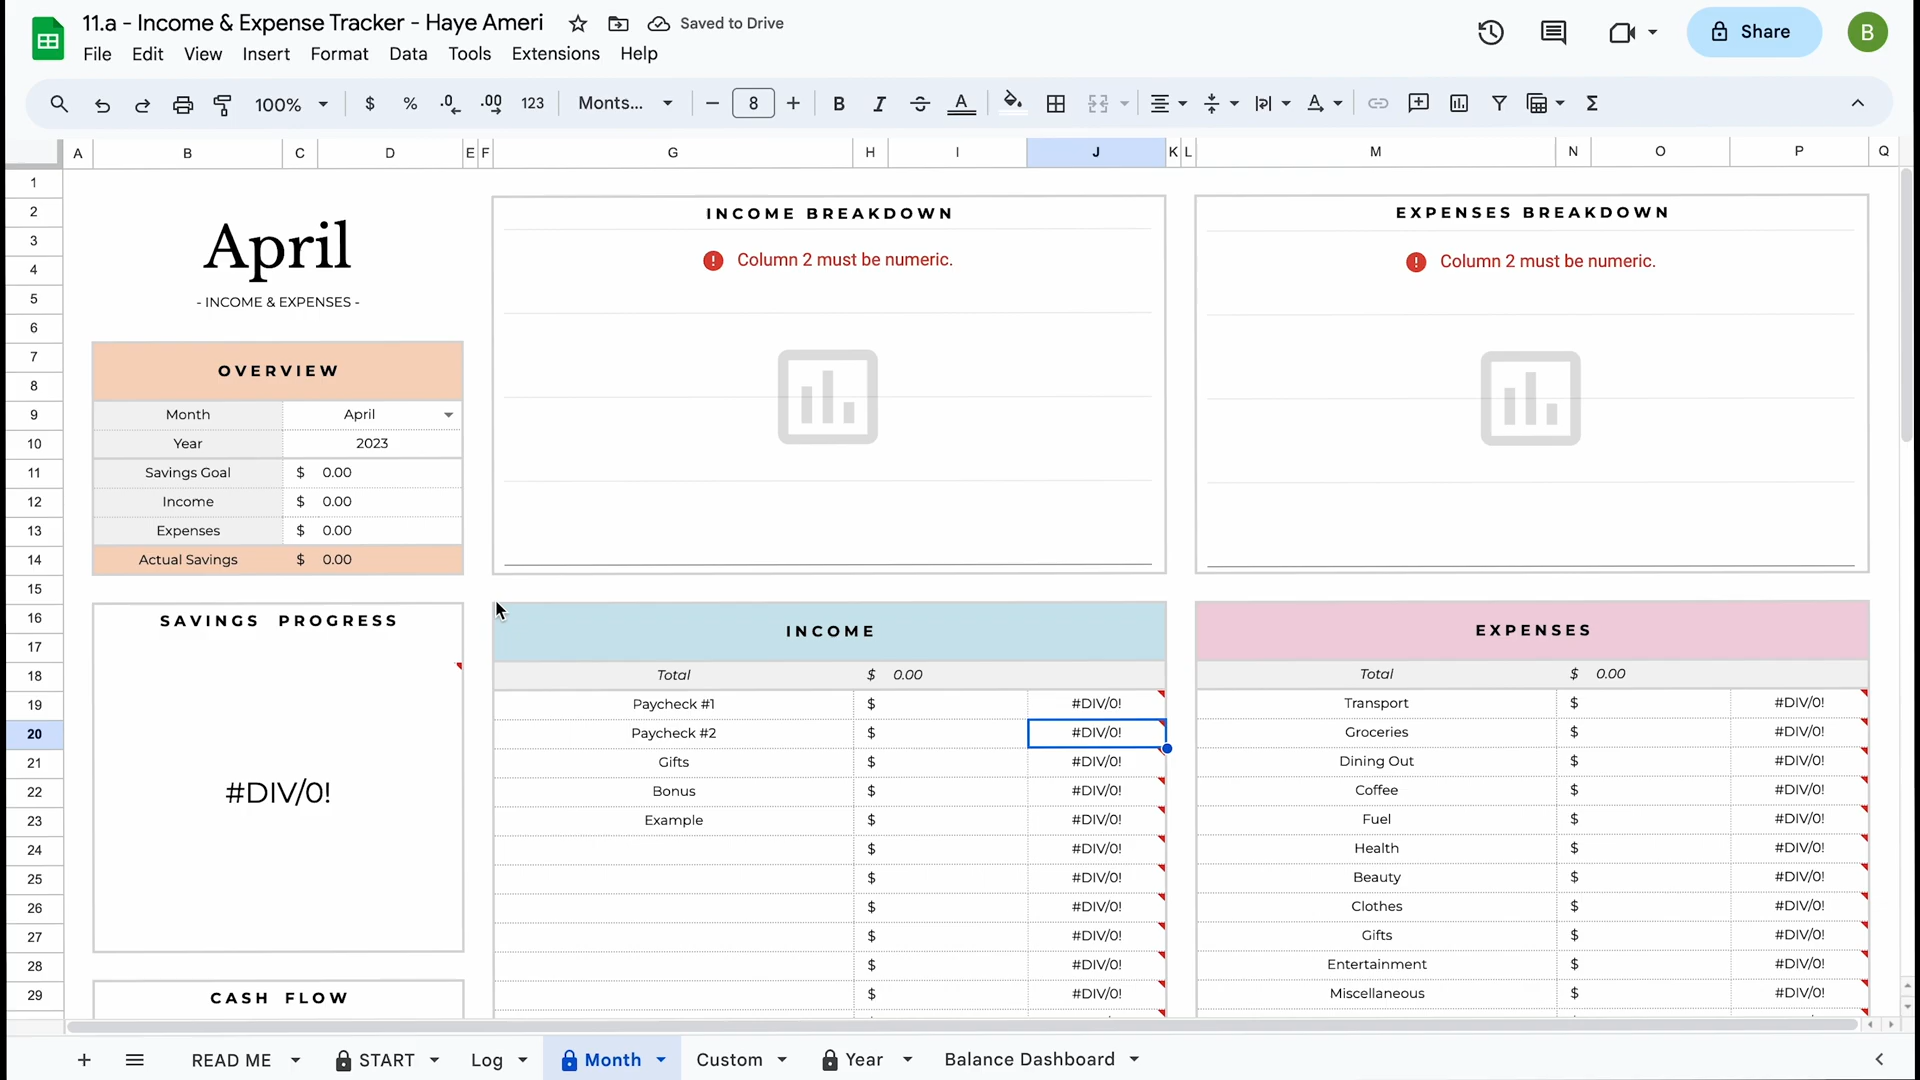 11.a - Income & Expense Tracker - Haye Ameri
Saved to Drive
File Edit View Insert Format Data Tools Extensions Help
Share
B
100%
$ % .0 .00 123
Monts...
8
B I A
A B C D E F G H I J K L M N O P Q
1
2
3
4
5
6
7
8
9
10
11
12
13
14
15
16
17
18
19
20
21
22
23
24
25
26
27
28
29
April
- INCOME & EXPENSES -
OVERVIEW
Month April
Year 2023
Savings Goal $ 0.00
Income $ 0.00
Expenses $ 0.00
Actual Savings $ 0.00
SAVINGS PROGRESS
#DIV/0!
CASH FLOW
INCOME BREAKDOWN
Column 2 must be numeric.
INCOME
Total $ 0.00
Paycheck #1 $ #DIV/0!
Paycheck #2 $ #DIV/0!
Gifts $ #DIV/0!
Bonus $ #DIV/0!
Example $ #DIV/0!
$ #DIV/0!
$ #DIV/0!
$ #DIV/0!
$ #DIV/0!
$ #DIV/0!
$ #DIV/0!
EXPENSES BREAKDOWN
Column 2 must be numeric.
EXPENSES
Total $ 0.00
Transport $ #DIV/0!
Groceries $ #DIV/0!
Dining Out $ #DIV/0!
Coffee $ #DIV/0!
Fuel $ #DIV/0!
Health $ #DIV/0!
Beauty $ #DIV/0!
Clothes $ #DIV/0!
Gifts $ #DIV/0!
Entertainment $ #DIV/0!
Miscellaneous $ #DIV/0!
READ ME START Log Month Custom Year Balance Dashboard